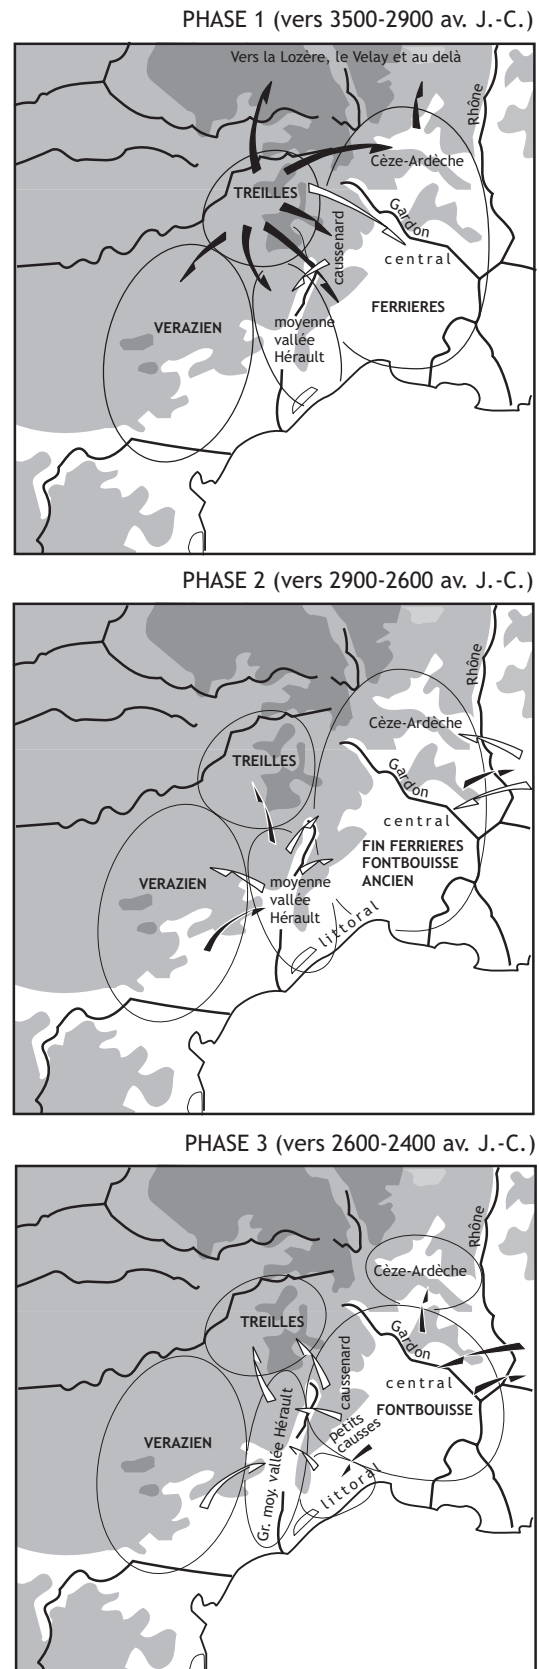 PHASE 1 (vers 3500-2900 av. J.-C.)
Vers la Lozère, le Velay et au delà
Rhône
Cèze-Ardèche
TREILLES
Gardon
caussenard
central
FERRIERES
VERAZIEN
moyenne
vallée
Hérault
PHASE 2 (vers 2900-2600 av. J.-C.)
Rhône
Cèze-Ardèche
TREILLES
Gardon
central
FIN FERRIERES
FONTBOUISSE
ANCIEN
VERAZIEN
moyenne
vallée
Hérault
littoral
PHASE 3 (vers 2600-2400 av. J.-C.)
Rhône
Cèze-Ardèche
TREILLES
Gardon
caussenard
central
FONTBOUISSE
petits
causses
VERAZIEN
Gr. moy. vallée Hérault
littoral